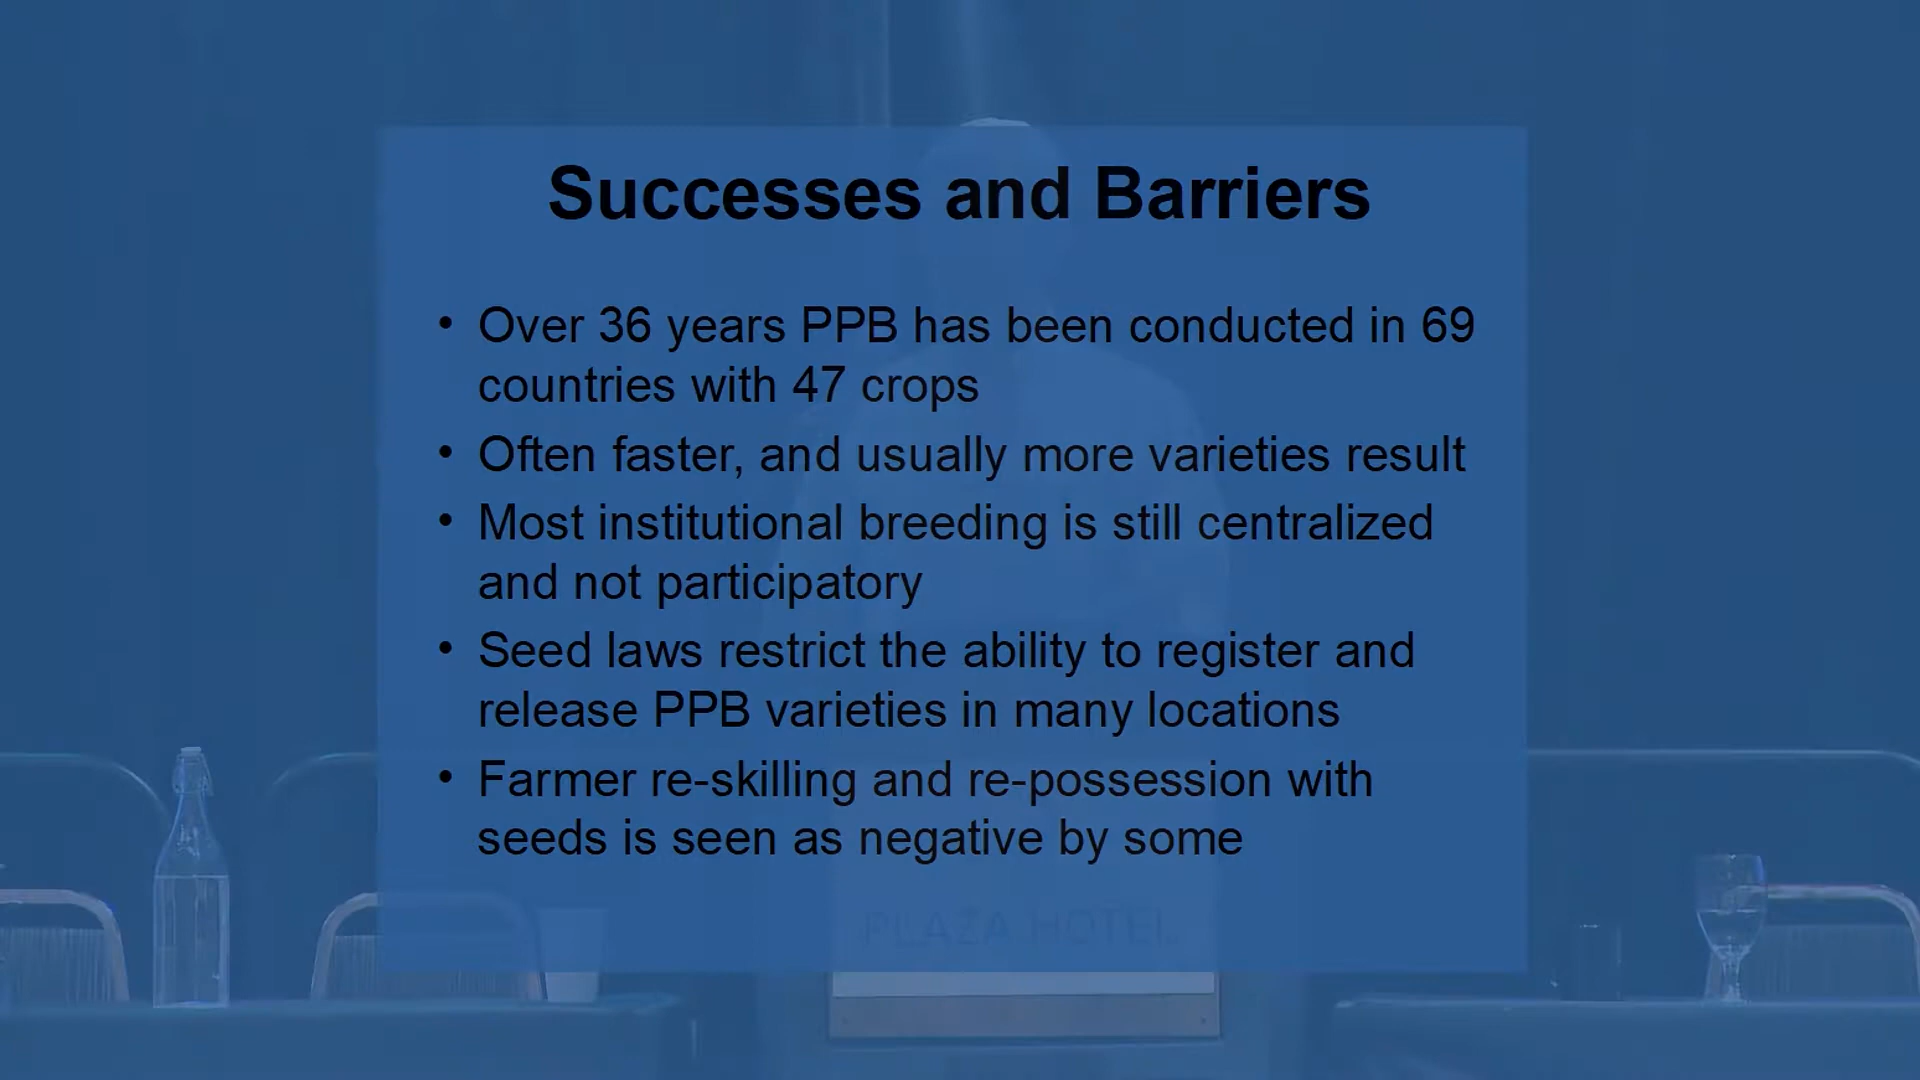 Successes and Barriers
• Over 36 years PPB has been conducted in 69
countries with 47 crops
• Often faster, and usually more varieties result
• Most institutional breeding is still centralized
and not participatory
• Seed laws restrict the ability to register and
release PPB varieties in many locations
• Farmer re-skilling and re-possession with
seeds is seen as negative by some
PLAZA HOTEL